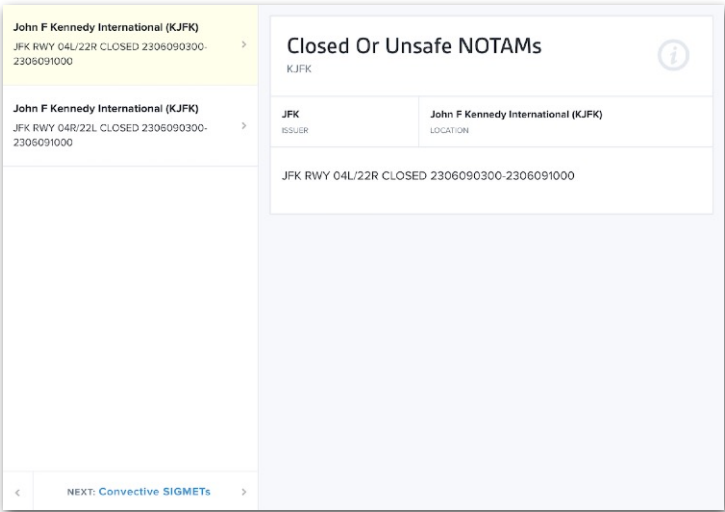 John F Kennedy International (KJFK)
JFK RWY 04L/22R CLOSED 2306090300-
2306091000
John F Kennedy International (KJFK)
JFK RWY 04R/22L CLOSED 2306090300-
2306091000
NEXT: Convective SIGMETs
Closed Or Unsafe NOTAMs
KJFK
JFK
ISSUER
John F Kennedy International (KJFK)
LOCATION
JFK RWY 04L/22R CLOSED 2306090300-2306091000